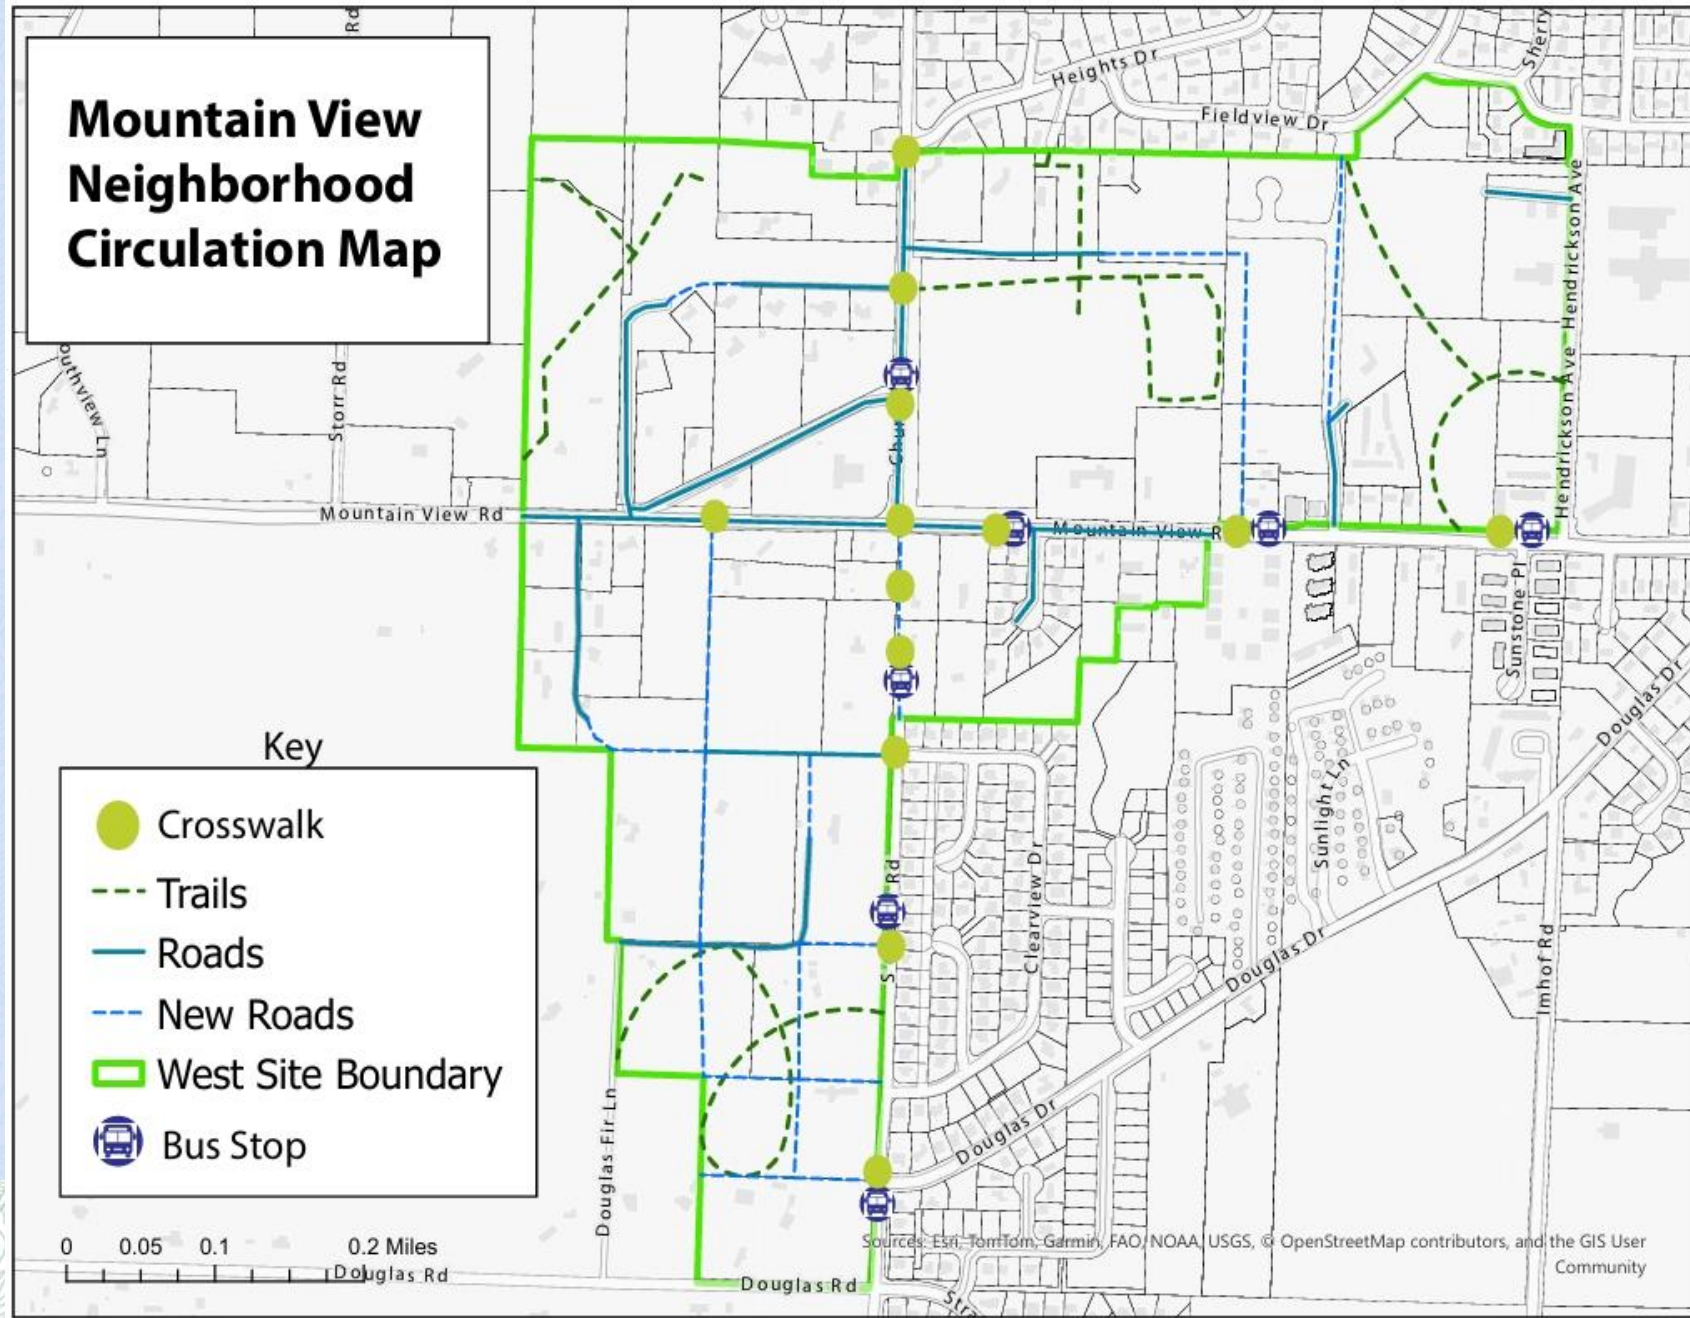 Mountain View
Neighborhood
Circulation Map
Rd
Heights Dr
Fieldview Dr
Sherry
Hendrickson Ave
Hendrickson Ave
outhview Ln
Storr Rd
Chu
Mountain View Rd
Mountain View R
Sunstone Pl
Douglas Dr
Sunlight Ln
Clearview Dr
S
Rd
Douglas Dr
Imhof Rd
Douglas Dr
Douglas Fir Ln
Key
Crosswalk
Trails
Roads
New Roads
West Site Boundary
Bus Stop
0 0.05 0.1 0.2 Miles
Douglas Rd
Douglas Rd
Stra
Sources: Esri, TomTom, Garmin, FAO, NOAA, USGS, © OpenStreetMap contributors, and the GIS User
Community